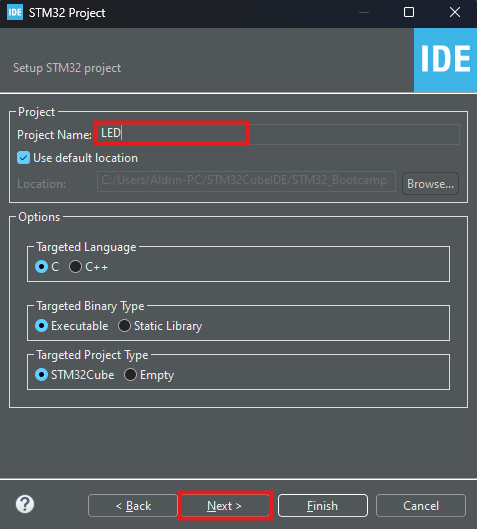 IDE STM32 Project
Setup STM32 project
IDE
Project
Project Name: LED
Use default location
Location: C:/Users/Aldrin-PC/STM32CubeIDE/STM32_Bootcamp Browse...
Options
Targeted Language
C C++
Targeted Binary Type
Executable Static Library
Targeted Project Type
STM32Cube Empty
? < Back Next > Finish Cancel